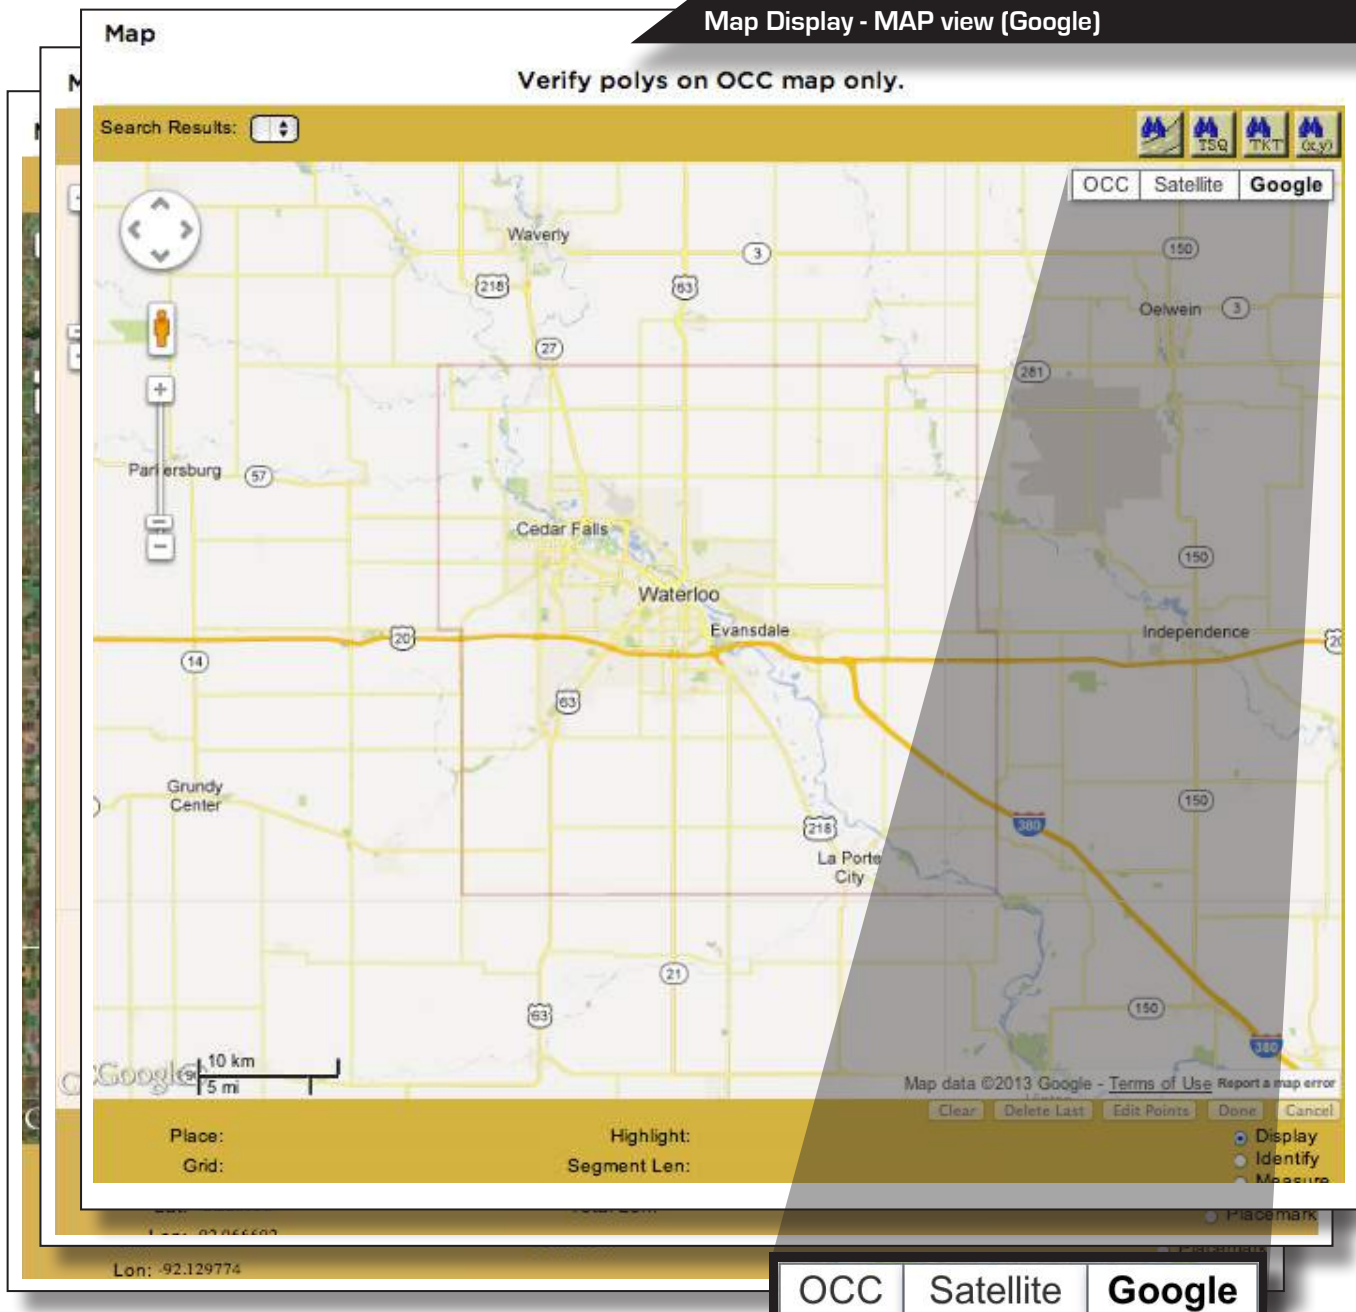 Map Display - MAP view (Google)
Map
Verify polys on OCC map only.
Search Results:
TSQ
TKT
(x,y)
OCC Satellite Google
Waverly
3
150
218
63
Oelwein 3
27
281
Parkersburg 57
Cedar Falls
150
Waterloo
Evansdale
Independence
20
14
63
Grundy
Center
150
218
380
La Porte
City
21
63
150
380
10 km
5 mi
Google
Map data ©2013 Google - Terms of Use Report a map error
Clear Delete Last Edit Points Done Cancel
Place: Highlight: Display
Grid: Segment Len: Identify
Measure
Placemark
Lon: -92.129774
OCC Satellite Google